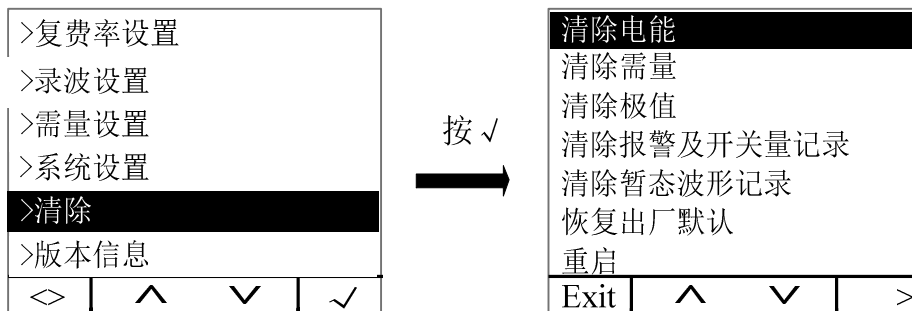 >复费率设置
>录波设置
>需量设置
>系统设置
>清除
>版本信息
<> ∧ ∨ √
按√
清除电能
清除需量
清除极值
清除报警及开关量记录
清除暂态波形记录
恢复出厂默认
重启
Exit ∧ ∨ >